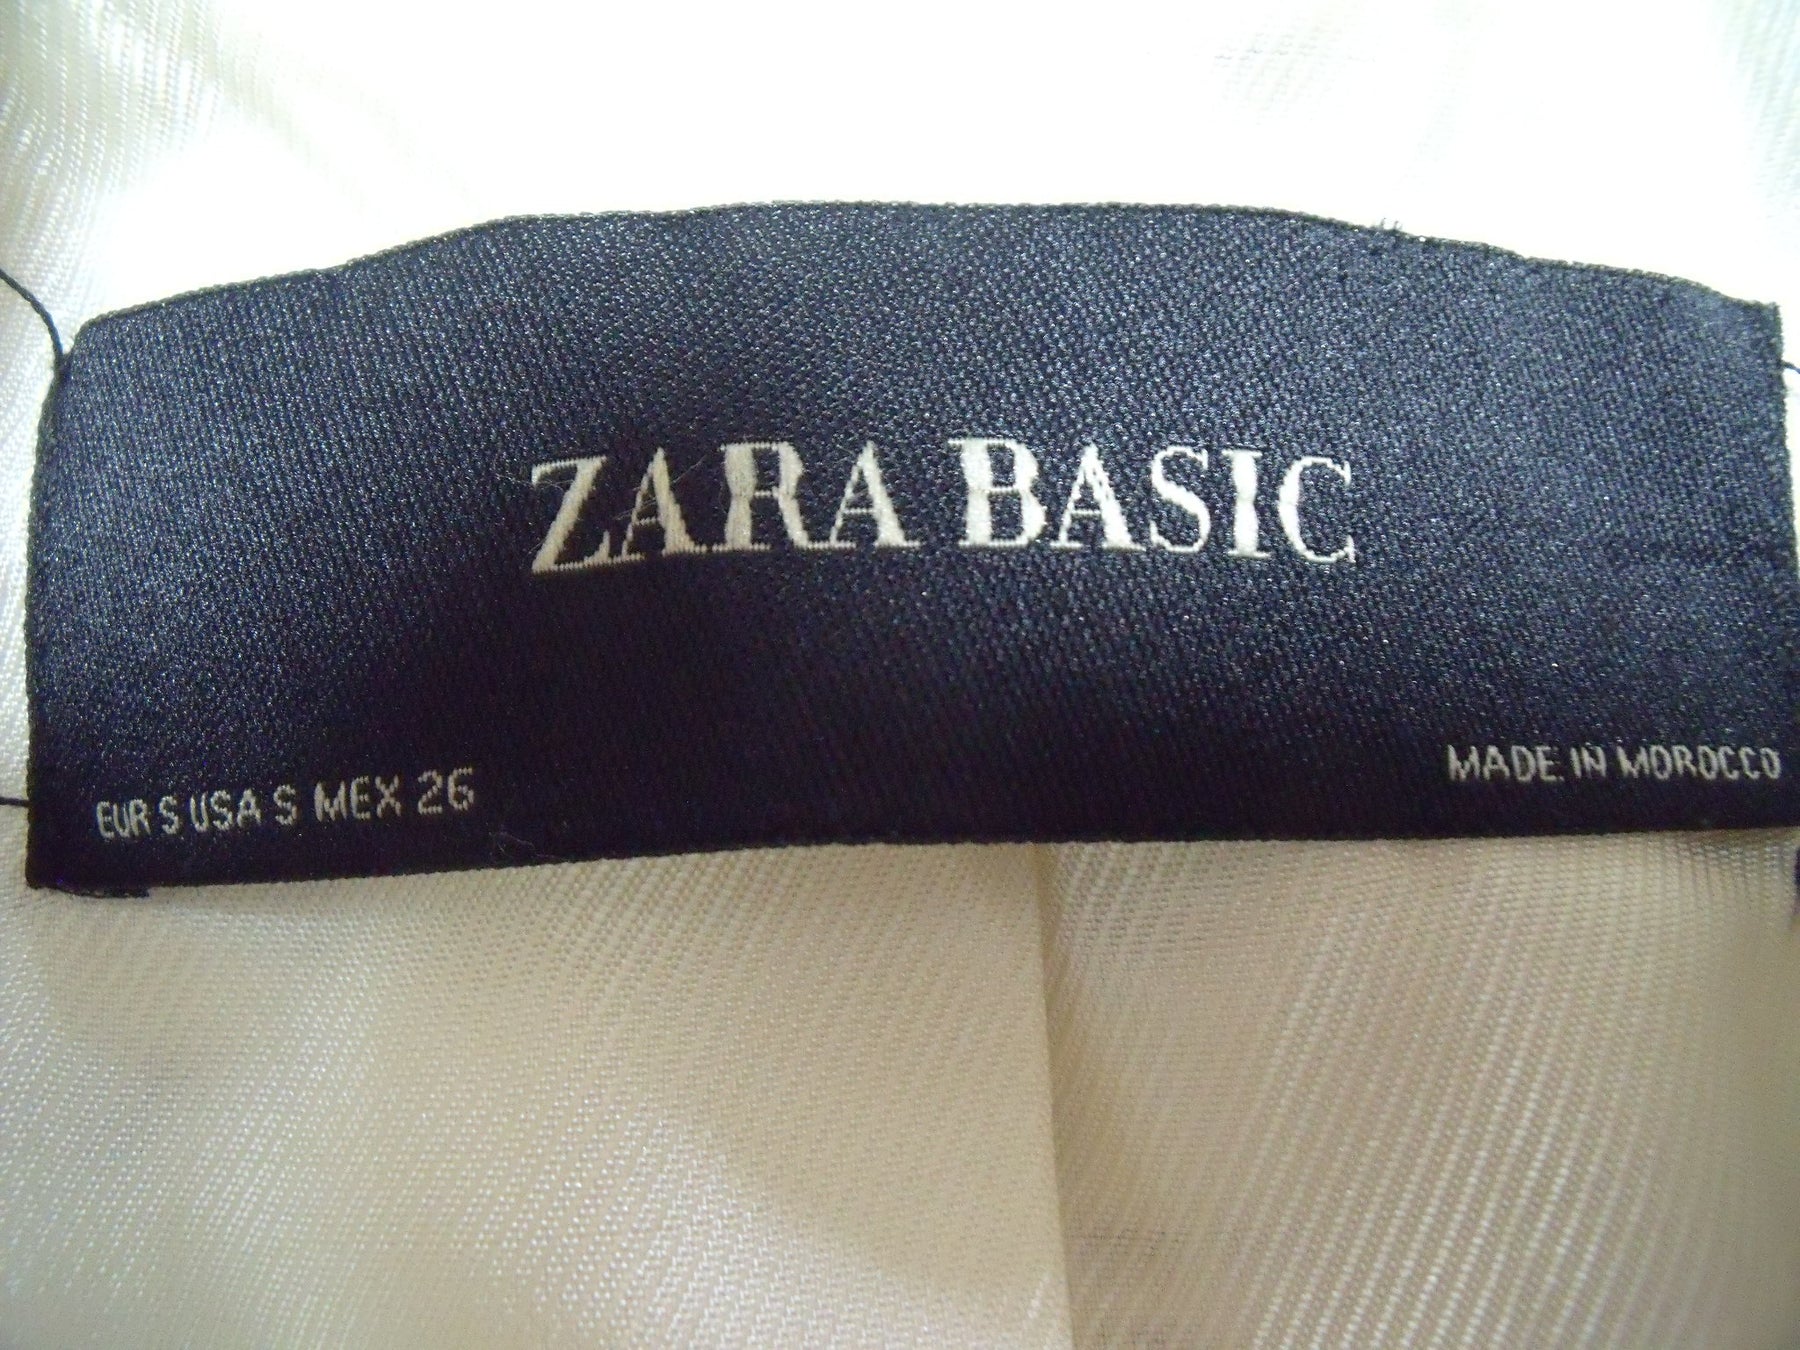 ZARA BASIC
EUR S USA S MEX 26
MADE IN MOROCCO